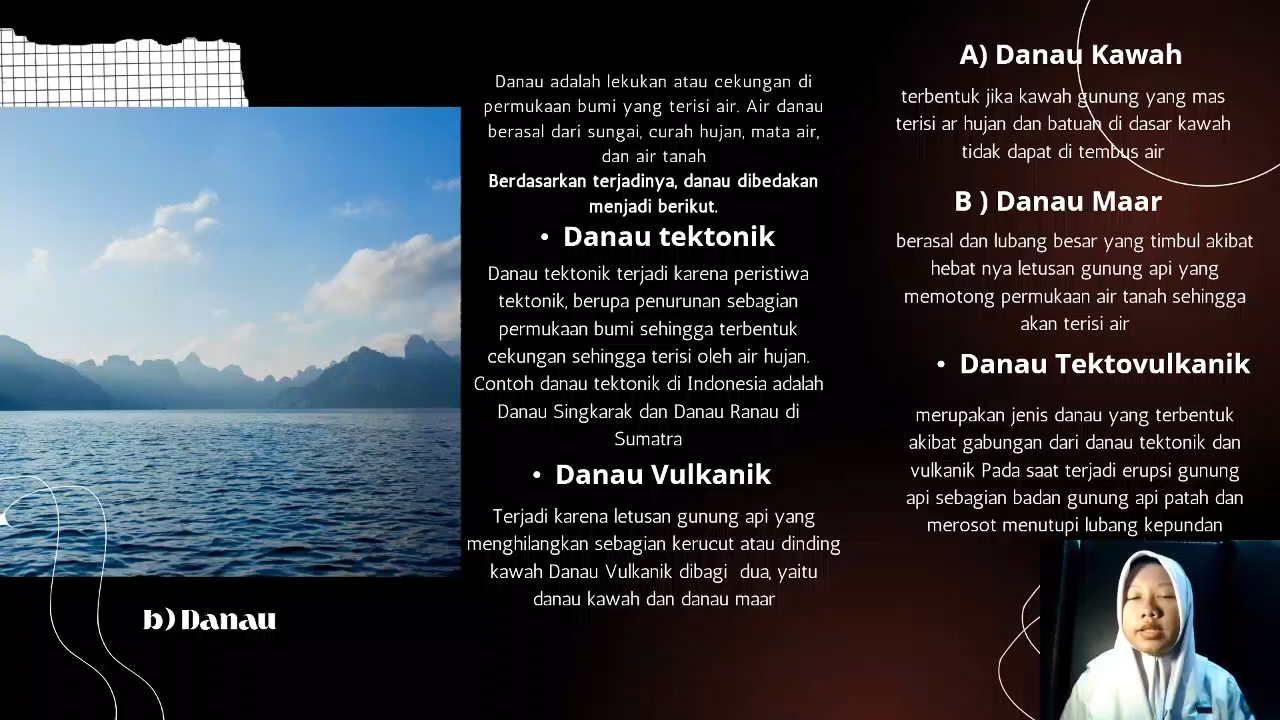 Danau adalah lekukan atau cekungan di
permukaan bumi yang terisi air. Air danau
berasal dari sungai, curah hujan, mata air,
dan air tanah
Berdasarkan terjadinya, danau dibedakan
menjadi berikut.
• Danau tektonik
Danau tektonik terjadi karena peristiwa
tektonik, berupa penurunan sebagian
permukaan bumi sehingga terbentuk
cekungan sehingga terisi oleh air hujan.
Contoh danau tektonik di Indonesia adalah
Danau Singkarak dan Danau Ranau di
Sumatra
• Danau Vulkanik
Terjadi karena letusan gunung api yang
menghilangkan sebagian kerucut atau dinding
kawah Danau Vulkanik dibagi dua, yaitu
danau kawah dan danau maar
A) Danau Kawah
terbentuk jika kawah gunung yang mas
terisi ar hujan dan batuan di dasar kawah
tidak dapat di tembus air
B ) Danau Maar
berasal dan lubang besar yang timbul akibat
hebat nya letusan gunung api yang
memotong permukaan air tanah sehingga
akan terisi air
• Danau Tektovulkanik
merupakan jenis danau yang terbentuk
akibat gabungan dari danau tektonik dan
vulkanik Pada saat terjadi erupsi gunung
api sebagian badan gunung api patah dan
merosot menutupi lubang kepundan
b) Danau